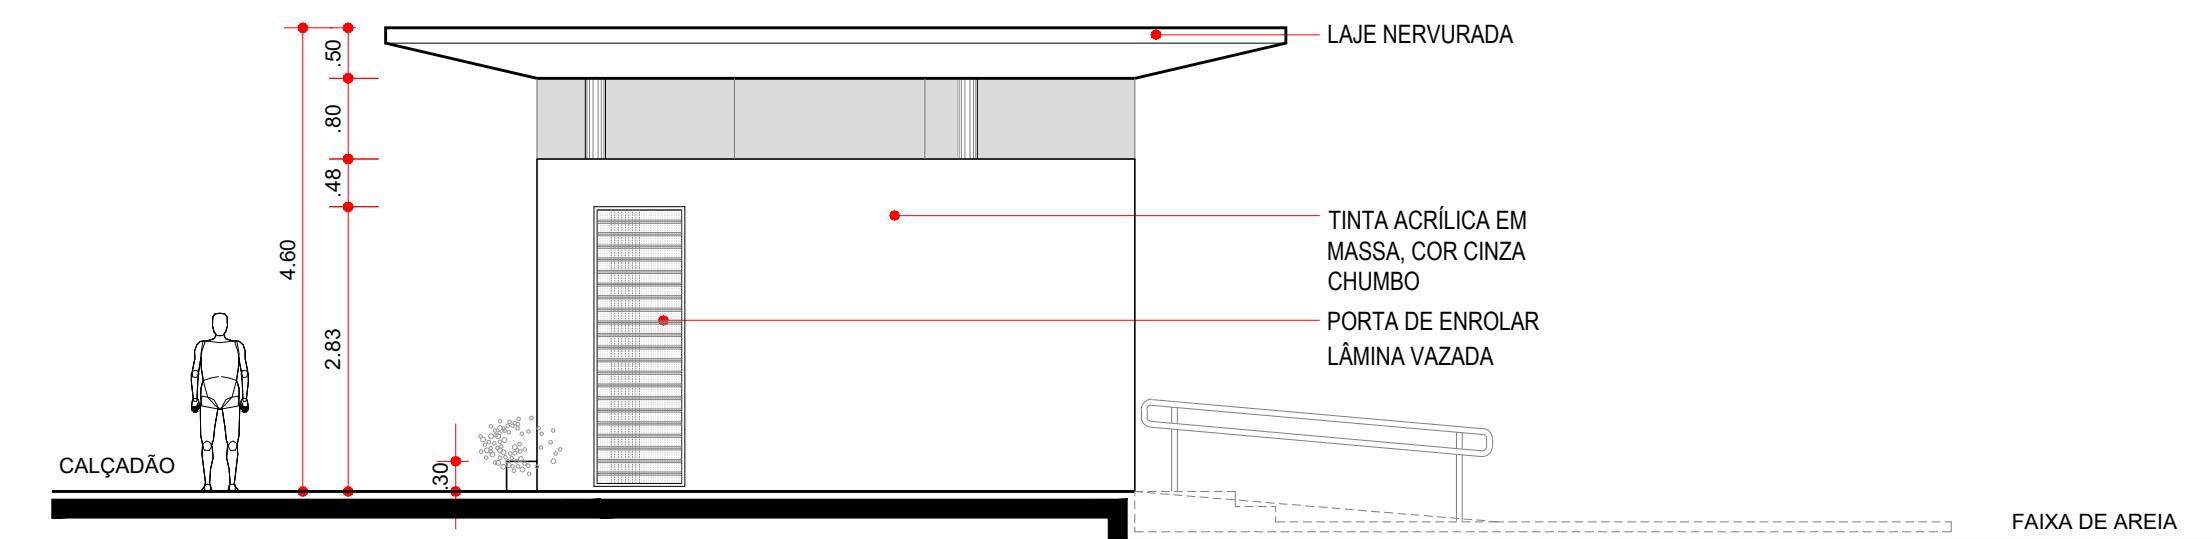 LAJE NERVURADA
.50
.80
.48
4.60
2.83
.30
TINTA ACRÍLICA EM
MASSA, COR CINZA
CHUMBO
PORTA DE ENROLAR
LÂMINA VAZADA
CALÇADÃO
FAIXA DE AREIA